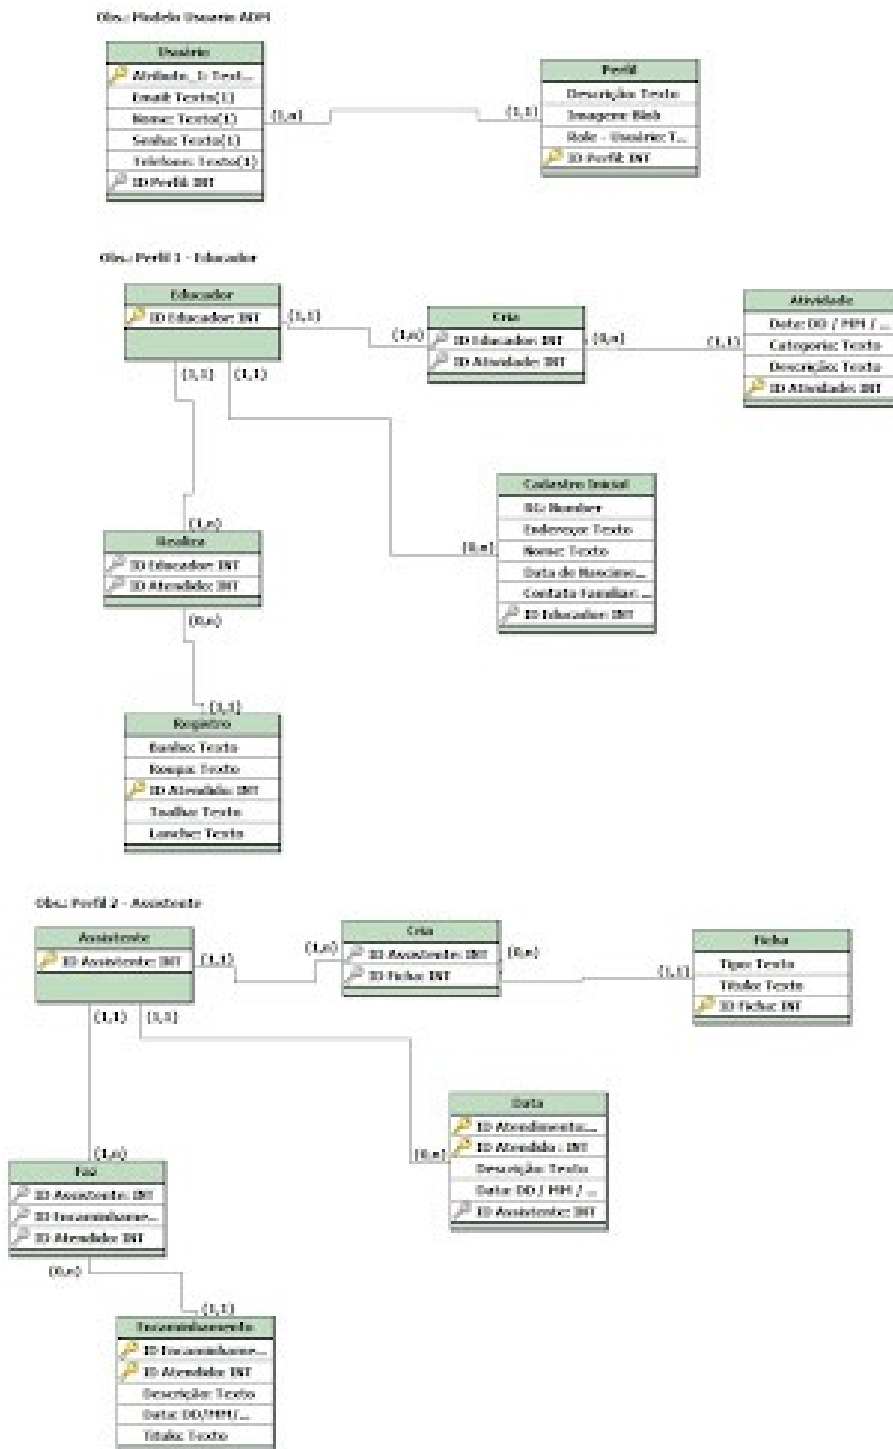 Obs.: Modelo Usuario ADM
Usuário
Atributo_1: Text...
Email: Texto(1)
Nome: Texto(1)
Senha: Texto(1)
Telefone: Texto(1)
ID Perfil: INT
(1,n)
(1,1)
Perfil
Descrição: Texto
Imagem: Blob
Role - Usuário: T...
ID Perfil: INT
Obs.: Perfil 1 - Educador
Educador
ID Educador: INT
(1,1)
(1,n)
Cria
ID Educador: INT
ID Atividade: INT
(0,n)
(1,1)
Atividade
Data: DD / MM / ...
Categoria: Texto
Descrição: Texto
ID Atividade: INT
(1,1) (1,1)
(1,n)
Realiza
ID Educador: INT
ID Atendido: INT
(0,n)
(0,n)
Cadastro Inicial
RG: Number
Endereço: Texto
Nome: Texto
Data de Nascime...
Contato Familiar: ...
ID Educador: INT
(1,1)
Registro
Banho: Texto
Roupa: Texto
ID Atendido: INT
Toalha: Texto
Lanche: Texto
Obs.: Perfil 2 - Assistente
Assistente
ID Assistente: INT
(1,1)
(1,n)
Cria
ID Assistente: INT
ID Ficha: INT
(0,n)
(1,1)
Ficha
Tipo: Texto
Título: Texto
ID Ficha: INT
(1,1) (1,1)
(0,n)
Data
ID Atendimento:...
ID Atendido : INT
Descrição: Texto
Data: DD / MM / ...
ID Assistente: INT
(1,n)
Faz
ID Assistente: INT
ID Encaminhame...
ID Atendido: INT
(0,n)
(1,1)
Encaminhamento
ID Encaminhame...
ID Atendido: INT
Descrição: Texto
Data: DD/MM/...
Título: Texto